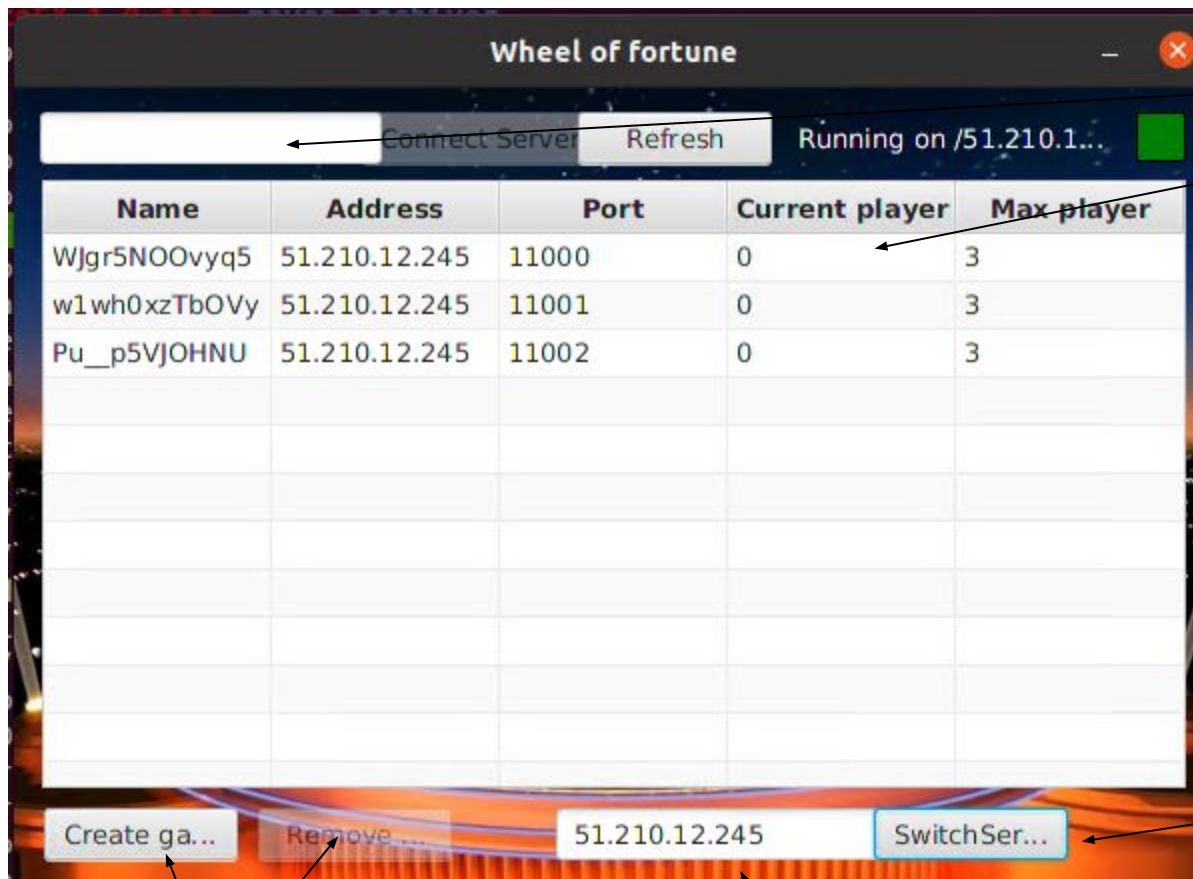 Wheel of fortune
Connect Server Refresh Running on /51.210.1...
Name Address Port Current player Max player
WJgr5NOOvyq5 51.210.12.245 11000 0 3
w1wh0xzTbOVy 51.210.12.245 11001 0 3
Pu__p5VJOHNU 51.210.12.245 11002 0 3
Create ga... Remove ... 51.210.12.245 SwitchSer...